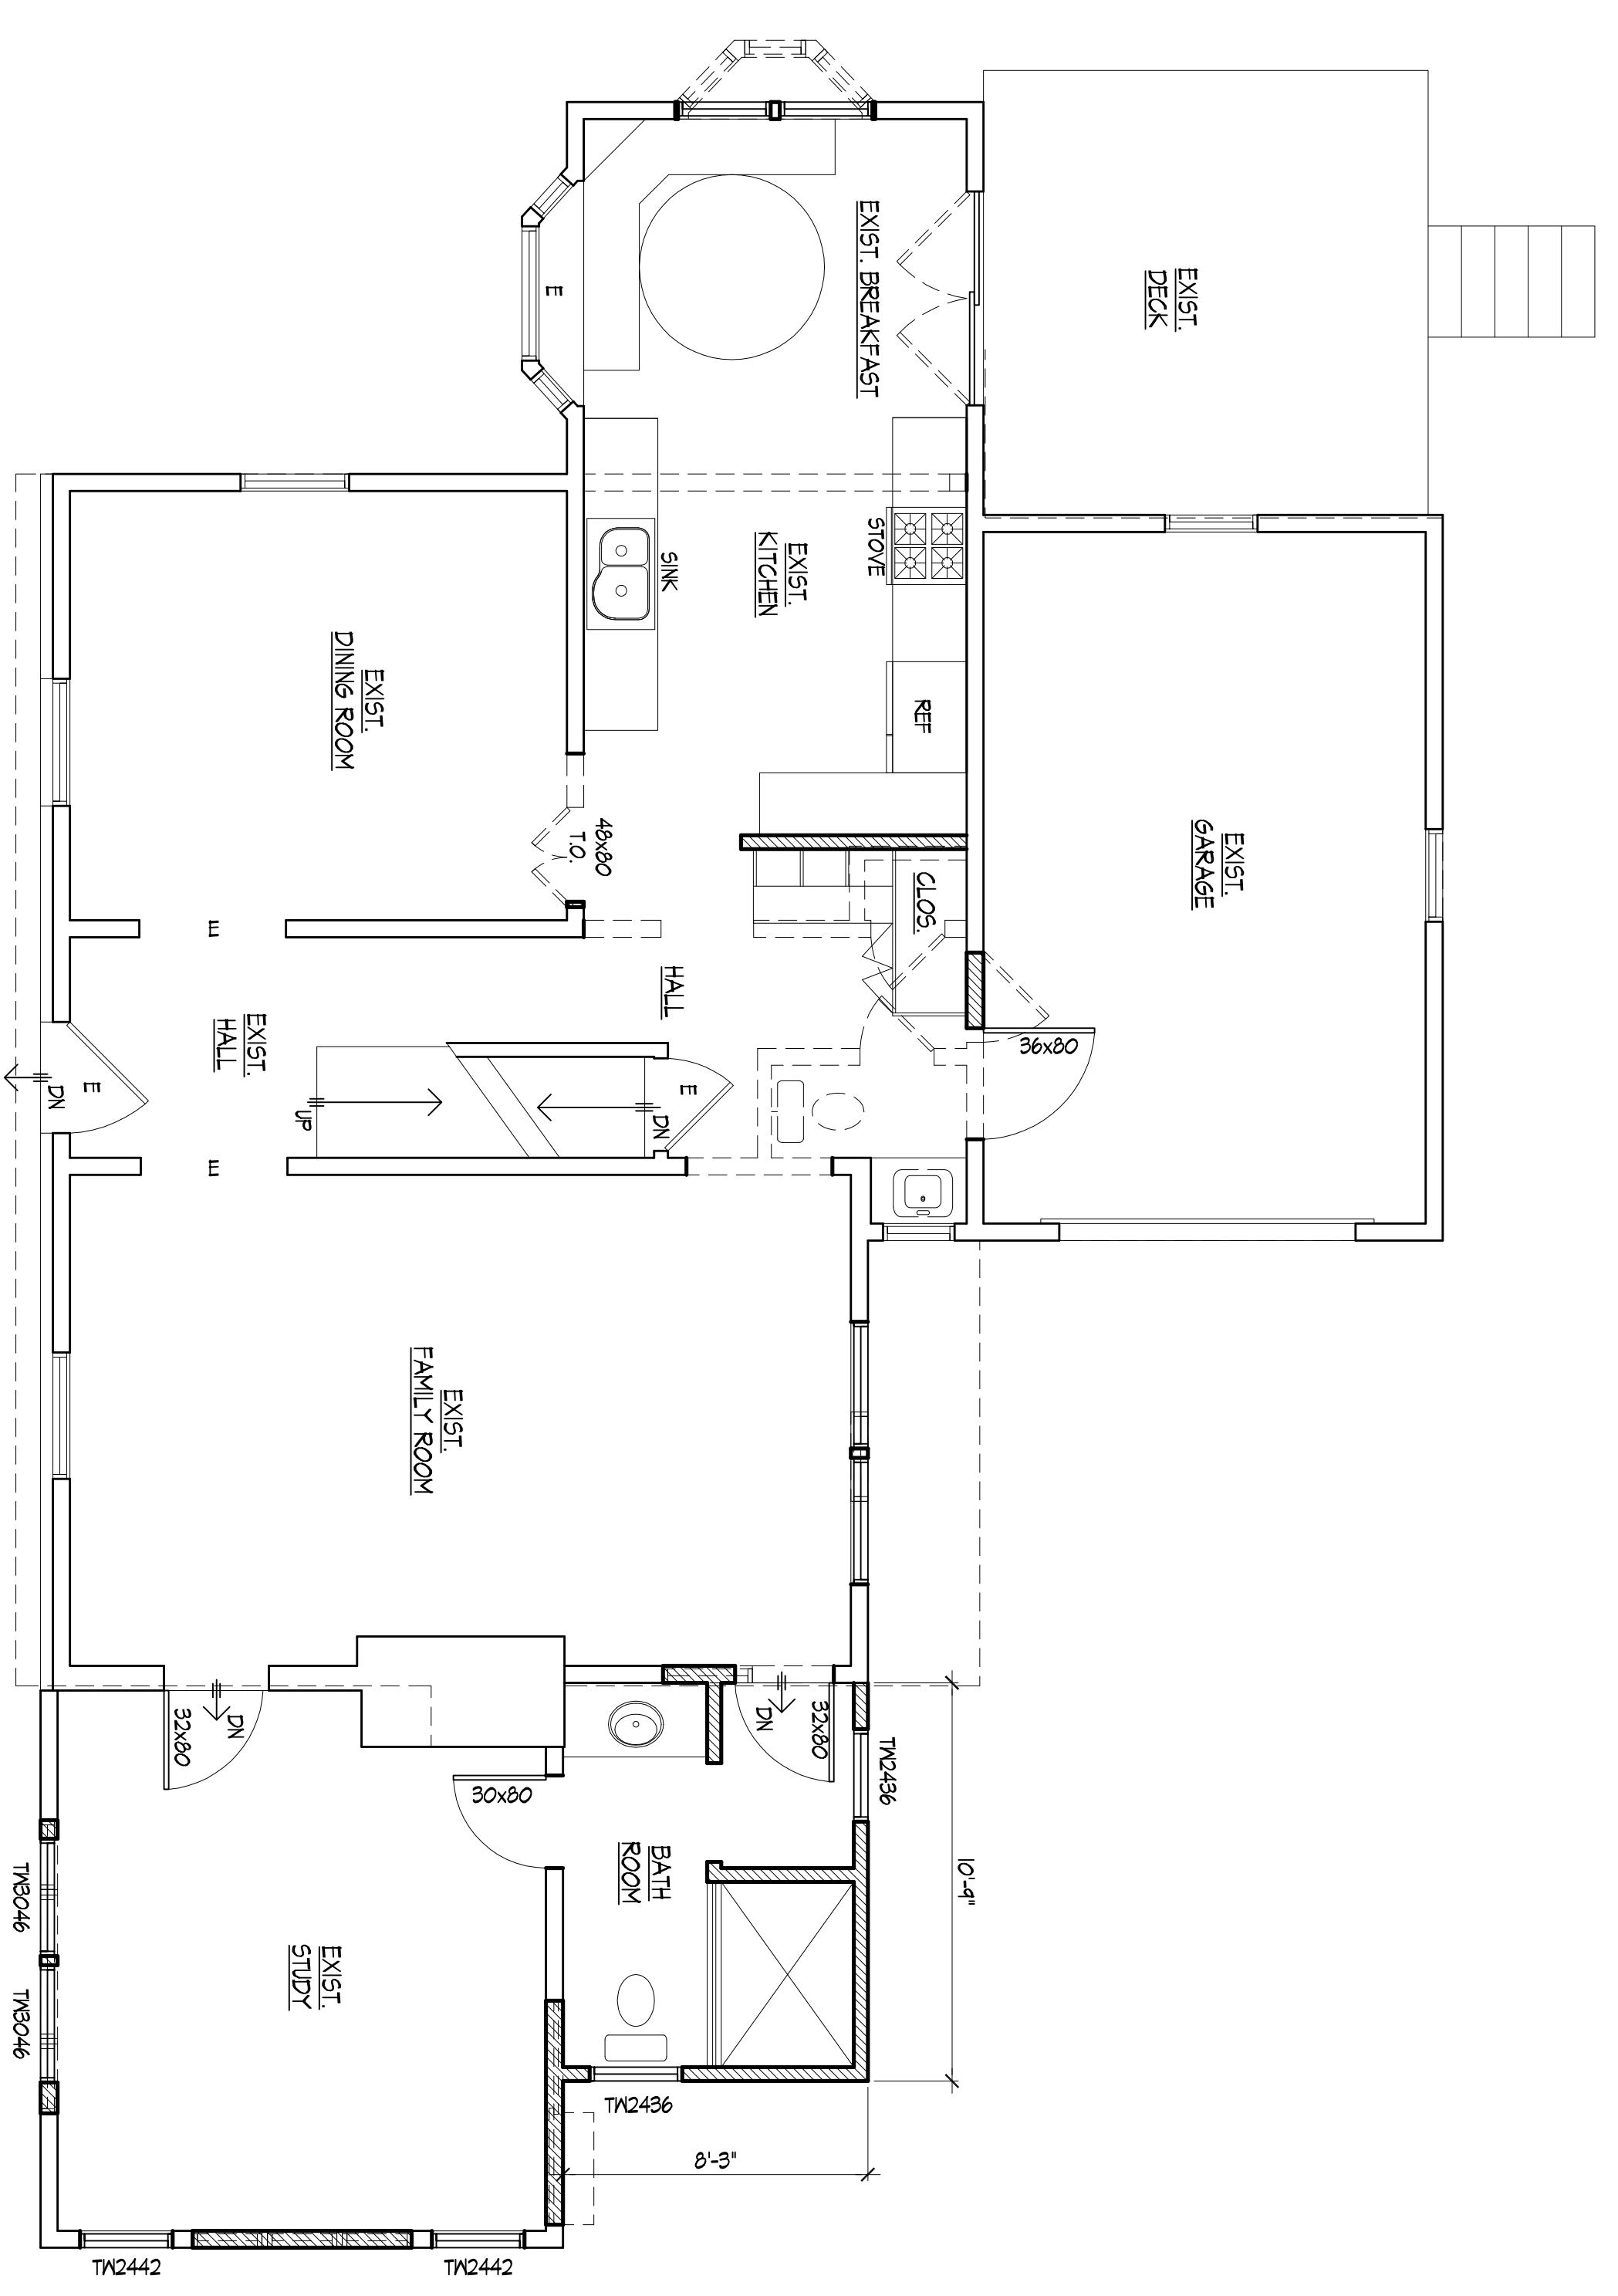 EXIST.
DECK
EXIST. BREAKFAST
E
EXIST.
KITCHEN
STOVE
SINK
REF
EXIST.
DINING ROOM
48x80
T.O.
EXIST.
GARAGE
CLOS.
36x80
HALL
E
EXIST.
HALL
E
DN
UP
DN
E
E
EXIST.
FAMILY ROOM
DN
32x80
DN
32x80
TW2436
30x80
BATH
ROOM
10'-9"
EXIST.
STUDY
TW3046
TW3046
TW2436
8'-3"
TW2442
TW2442